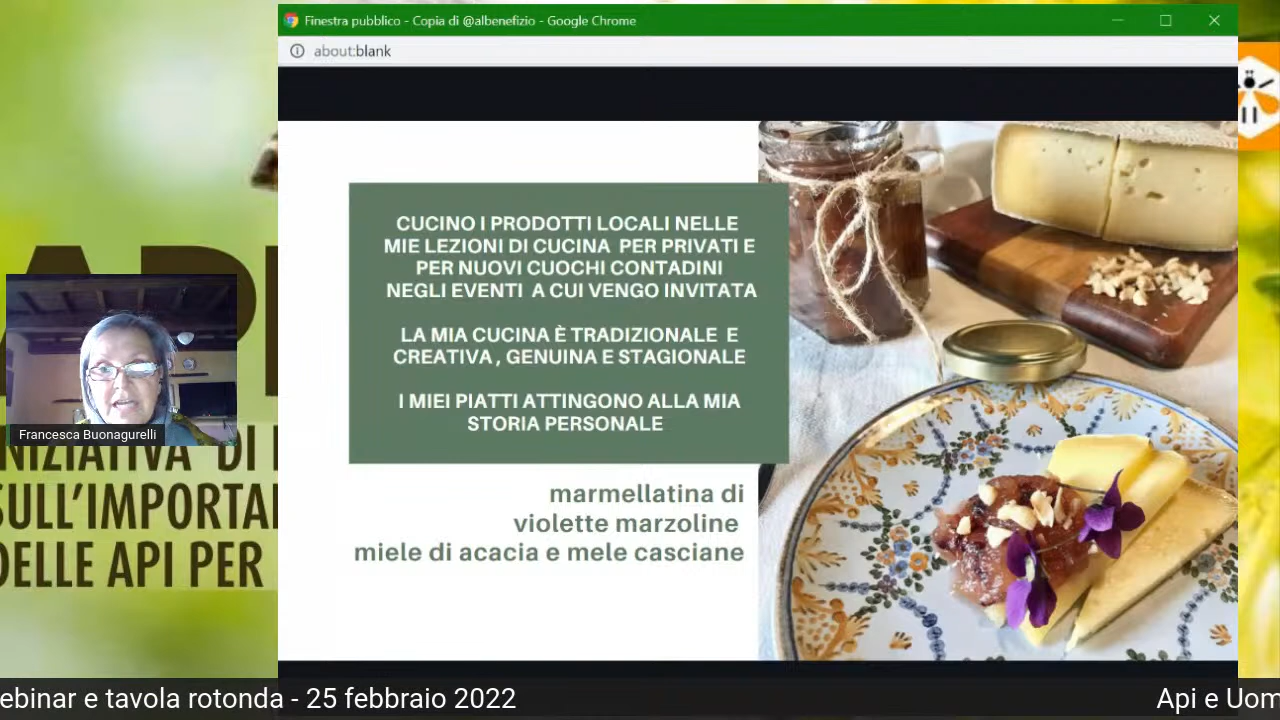 Finestra pubblico - Copia di @albenefizio - Google Chrome
about:blank
CUCINO I PRODOTTI LOCALI NELLE
MIE LEZIONI DI CUCINA PER PRIVATI E
PER NUOVI CUOCHI CONTADINI
NEGLI EVENTI A CUI VENGO INVITATA
LA MIA CUCINA È TRADIZIONALE E
CREATIVA , GENUINA E STAGIONALE
I MIEI PIATTI ATTINGONO ALLA MIA
STORIA PERSONALE
marmellatina di
violette marzoline
miele di acacia e mele casciane
Francesca Buonagurelli
NIZIATIVA DI
SULL'IMPORTA
DELLE API PER
ebinar e tavola rotonda - 25 febbraio 2022
Api e Uom